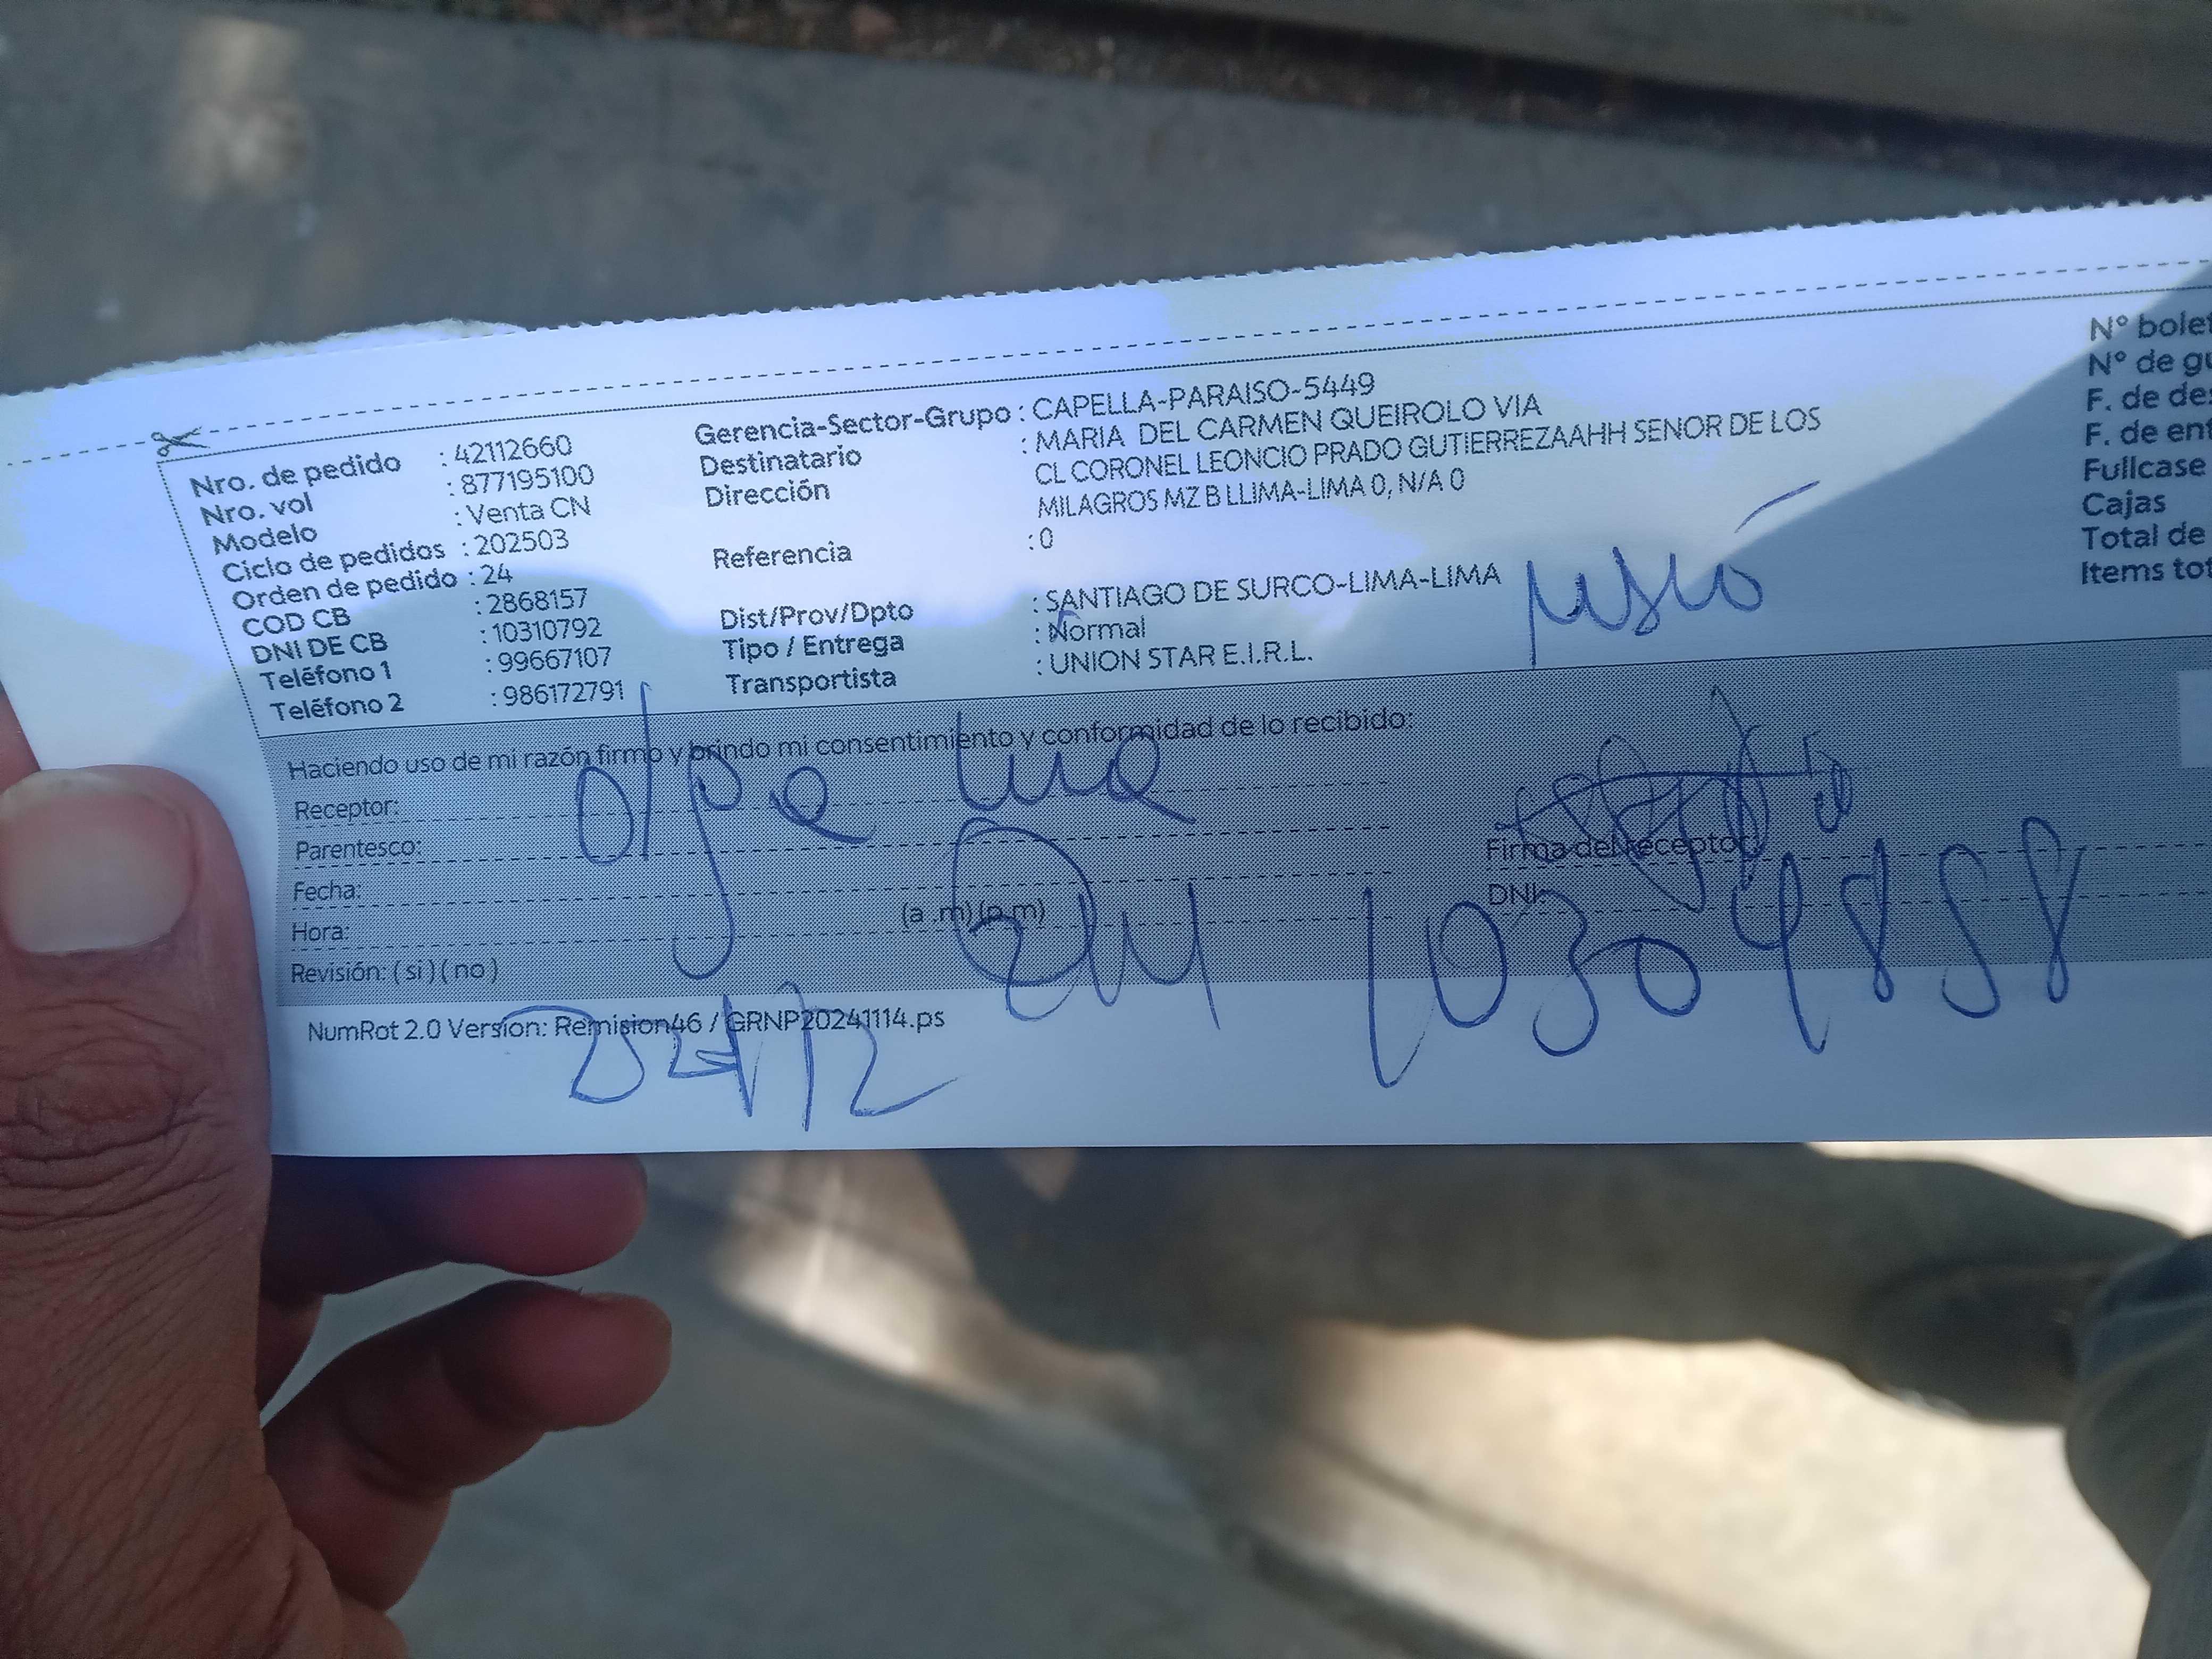 Nro. de pedido : 42112660
Nro. vol : 877195100
Modelo : Venta CN
Ciclo de pedidos : 202503
Orden de pedido : 24
COD CB : 2868157
DNI DE CB : 10310792
Teléfono 1 : 99667107
Teléfono 2 : 986172791
Gerencia-Sector-Grupo : CAPELLA-PARAISO-5449
Destinatario : MARIA DEL CARMEN QUEIROLO VIA
Dirección CL CORONEL LEONCIO PRADO GUTIERREZAAHH SENOR DE LOS
MILAGROS MZ B LLIMA-LIMA 0, N/A 0
Referencia : 0
Dist/Prov/Dpto : SANTIAGO DE SURCO-LIMA-LIMA
Tipo / Entrega : Normal
Transportista : UNION STAR E.I.R.L.
N° bolet
N° de gu
F. de des
F. de ent
Fullcase
Cajas
Total de
Items tot
Haciendo uso de mi razón firmo y brindo mi consentimiento y conformidad de lo recibido:
Receptor: Olga
Parentesco:
Fecha:
Hora: (a .m) (p.m)
Revisión: ( si ) ( no )
Firma del receptor
DNI: 10309858
NumRot 2.0 Version: Remision46 / GRNP20241114.ps